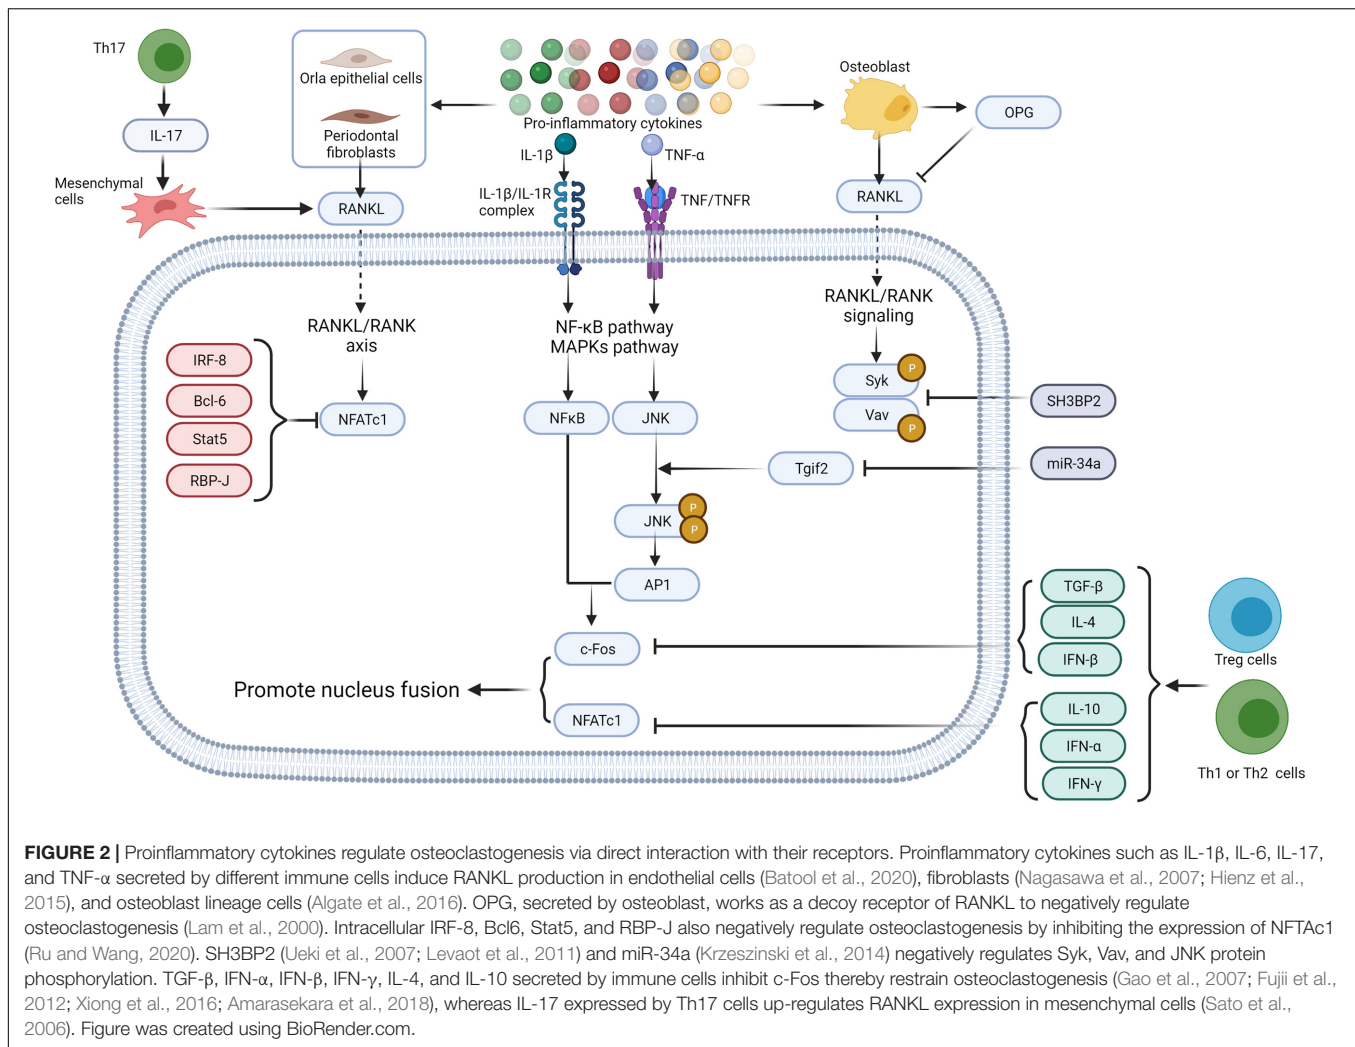 Th17
IL-17
Mesenchymal
cells
Orla epithelial cells
Periodontal
fibroblasts
RANKL
Pro-inflammatory cytokines
IL-1β
TNF-α
IL-1β/IL-1R
complex
TNF/TNFR
Osteoblast
OPG
RANKL
RANKL/RANK
axis
NF-κB pathway
MAPKs pathway
RANKL/RANK
signaling
IRF-8
Bcl-6
Stat5
RBP-J
NFATc1
NFκB
JNK
Syk
P
Vav
P
SH3BP2
Tgif2
miR-34a
JNK
P
P
AP1
c-Fos
Promote nucleus fusion
NFATc1
TGF-β
IL-4
IFN-β
IL-10
IFN-α
IFN-γ
Treg cells
Th1 or Th2 cells
FIGURE 2 | Proinflammatory cytokines regulate osteoclastogenesis via direct interaction with their receptors. Proinflammatory cytokines such as IL-1β, IL-6, IL-17,
and TNF-α secreted by different immune cells induce RANKL production in endothelial cells (Batool et al., 2020), fibroblasts (Nagasawa et al., 2007; Hienz et al.,
2015), and osteoblast lineage cells (Algate et al., 2016). OPG, secreted by osteoblast, works as a decoy receptor of RANKL to negatively regulate
osteoclastogenesis (Lam et al., 2000). Intracellular IRF-8, Bcl6, Stat5, and RBP-J also negatively regulate osteoclastogenesis by inhibiting the expression of NFTAc1
(Ru and Wang, 2020). SH3BP2 (Ueki et al., 2007; Levaot et al., 2011) and miR-34a (Krzeszinski et al., 2014) negatively regulates Syk, Vav, and JNK protein
phosphorylation. TGF-β, IFN-α, IFN-β, IFN-γ, IL-4, and IL-10 secreted by immune cells inhibit c-Fos thereby restrain osteoclastogenesis (Gao et al., 2007; Fujii et al.,
2012; Xiong et al., 2016; Amarasekara et al., 2018), whereas IL-17 expressed by Th17 cells up-regulates RANKL expression in mesenchymal cells (Sato et al.,
2006). Figure was created using BioRender.com.